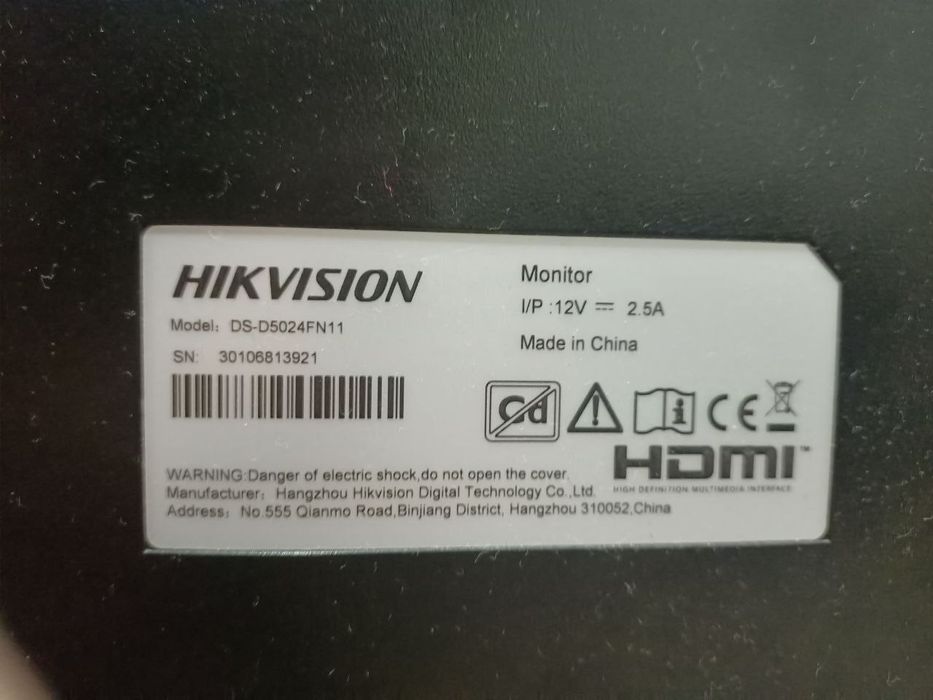 HIKVISION
Model: DS-D5024FN11
SN: 30106813921
Monitor
I/P :12V ⎓ 2.5A
Made in China
Cd
CE
HDMI™
HIGH DEFINITION MULTIMEDIA INTERFACE
WARNING:Danger of electric shock,do not open the cover.
Manufacturer: Hangzhou Hikvision Digital Technology Co.,Ltd.
Address: No.555 Qianmo Road,Binjiang District, Hangzhou 310052,China